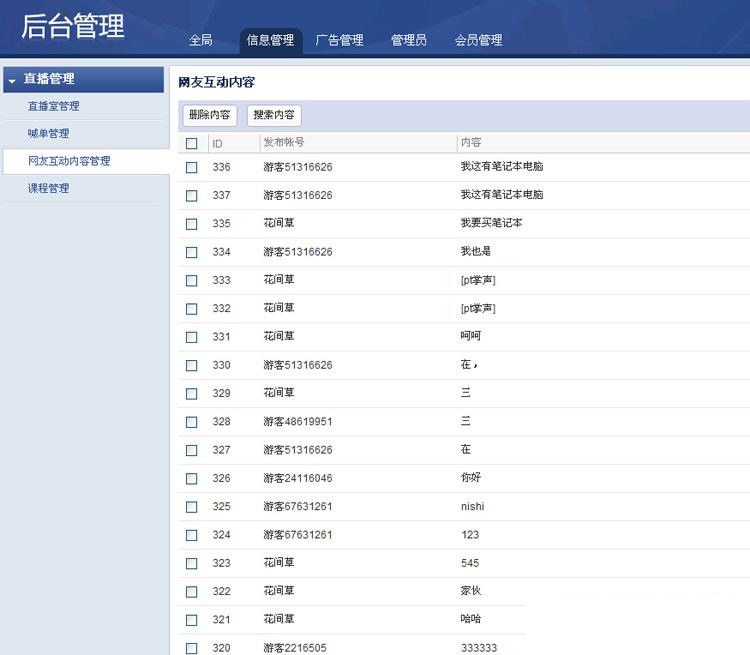 后台管理
全局 信息管理 广告管理 管理员 会员管理
直播管理
直播室管理
喊单管理
网友互动内容管理
课程管理
网友互动内容
删除内容 搜索内容
ID 发布帐号 内容
336 游客51316626 我这有笔记本电脑
337 游客51316626 我这有笔记本电脑
335 花间草 我要买笔记本
334 游客51316626 我也是
333 花间草 [pt掌声]
332 花间草 [pt掌声]
331 花间草 呵呵
330 游客51316626 在，
329 花间草 三
328 游客48619951 三
327 游客51316626 在
326 游客24116046 你好
325 游客67631261 nishi
324 游客67631261 123
323 花间草 545
322 花间草 家伙
321 花间草 哈哈
320 游客2216505 333333